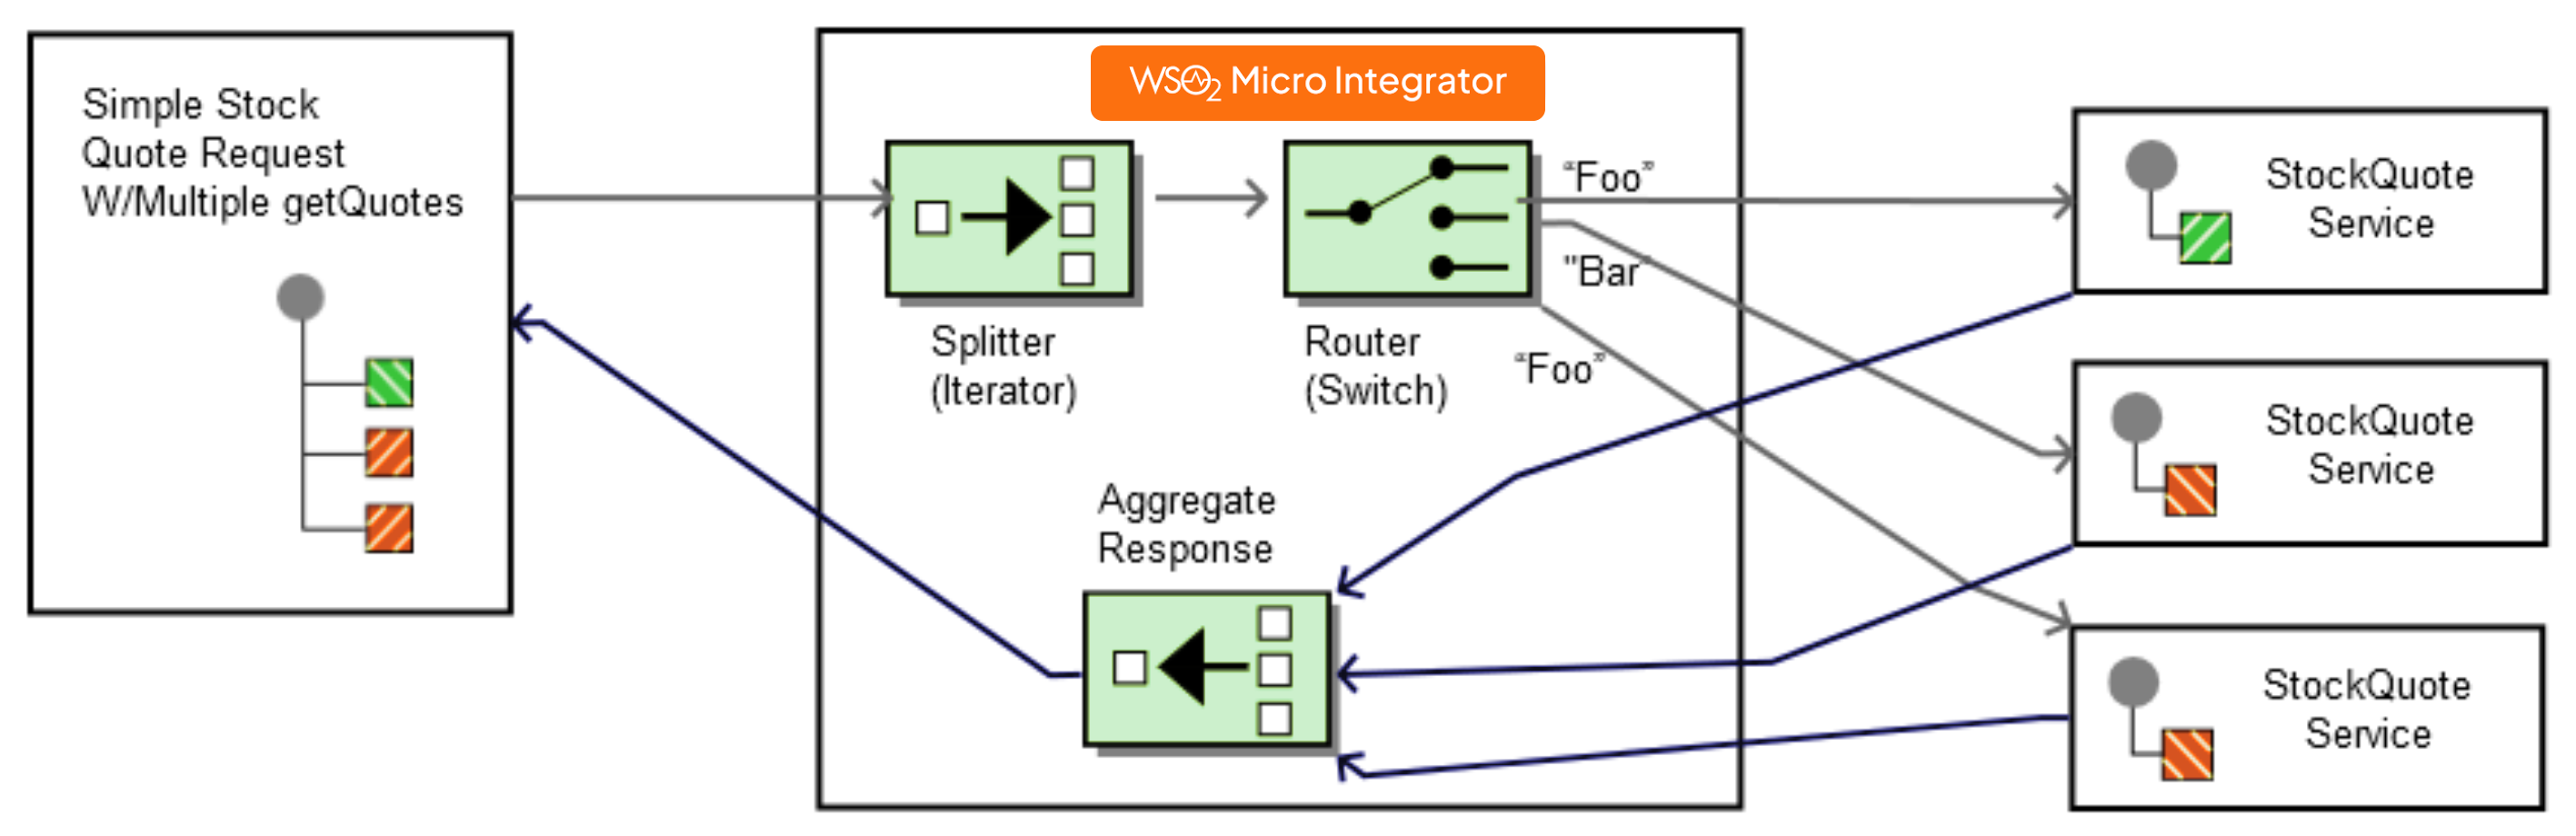 WSO2 Micro Integrator
Simple Stock
Quote Request
W/Multiple getQuotes
Splitter
(Iterator)
Router
(Switch)
“Foo”
"Bar"
“Foo”
Aggregate
Response
StockQuote
Service
StockQuote
Service
StockQuote
Service